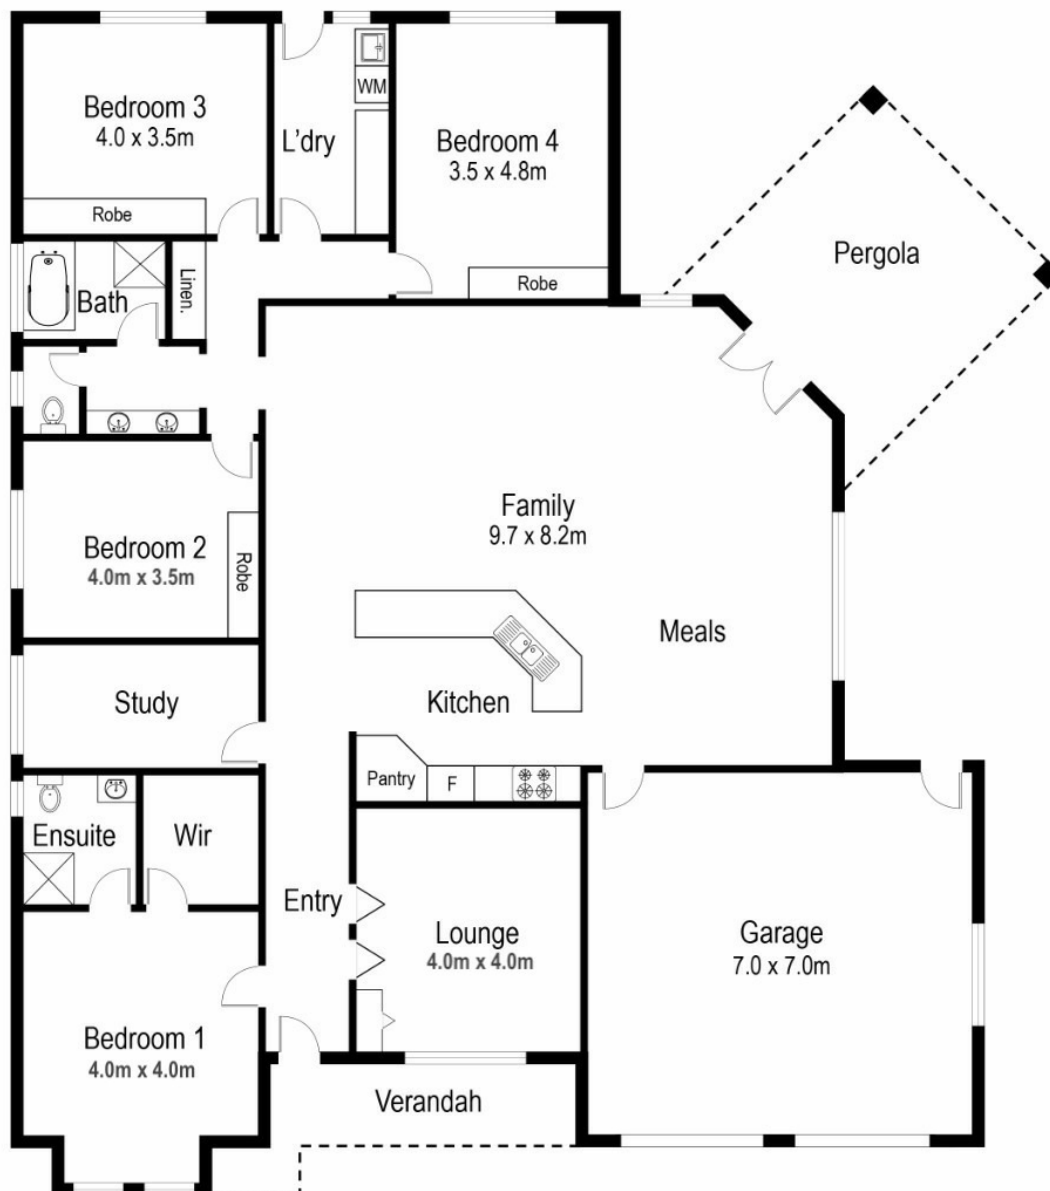 Bedroom 3
4.0 x 3.5m
Robe
L'dry
WM
Bedroom 4
3.5 x 4.8m
Robe
Pergola
Bath
Linen.
Family
9.7 x 8.2m
Bedroom 2
4.0m x 3.5m
Robe
Meals
Study
Kitchen
Pantry
F
Ensuite
Wir
Entry
Lounge
4.0m x 4.0m
Garage
7.0 x 7.0m
Bedroom 1
4.0m x 4.0m
Verandah